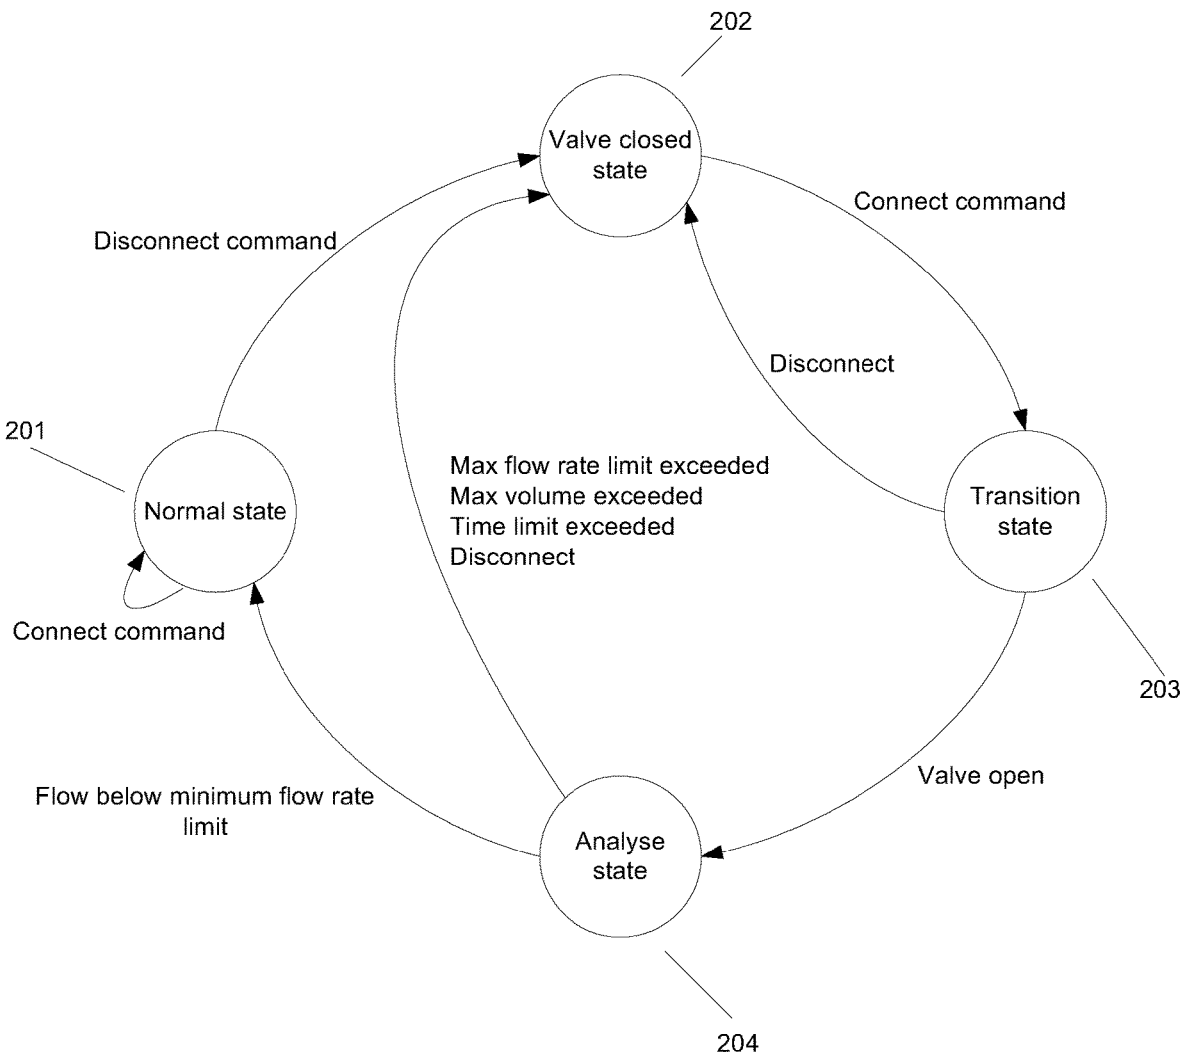 202
Valve closed
state
Connect command
Disconnect command
Disconnect
201
Max flow rate limit exceeded
Max volume exceeded
Time limit exceeded
Disconnect
Normal state
Transition
state
Connect command
203
Valve open
Flow below minimum flow rate
limit
Analyse
state
204